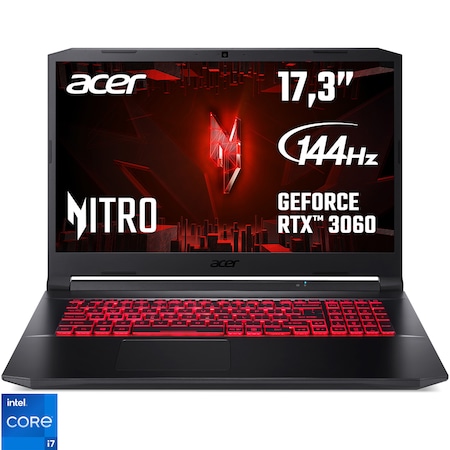 acer
17,3”
144Hz
NITRO
GEFORCE
RTX™ 3060
acer
intel
CORE
i7